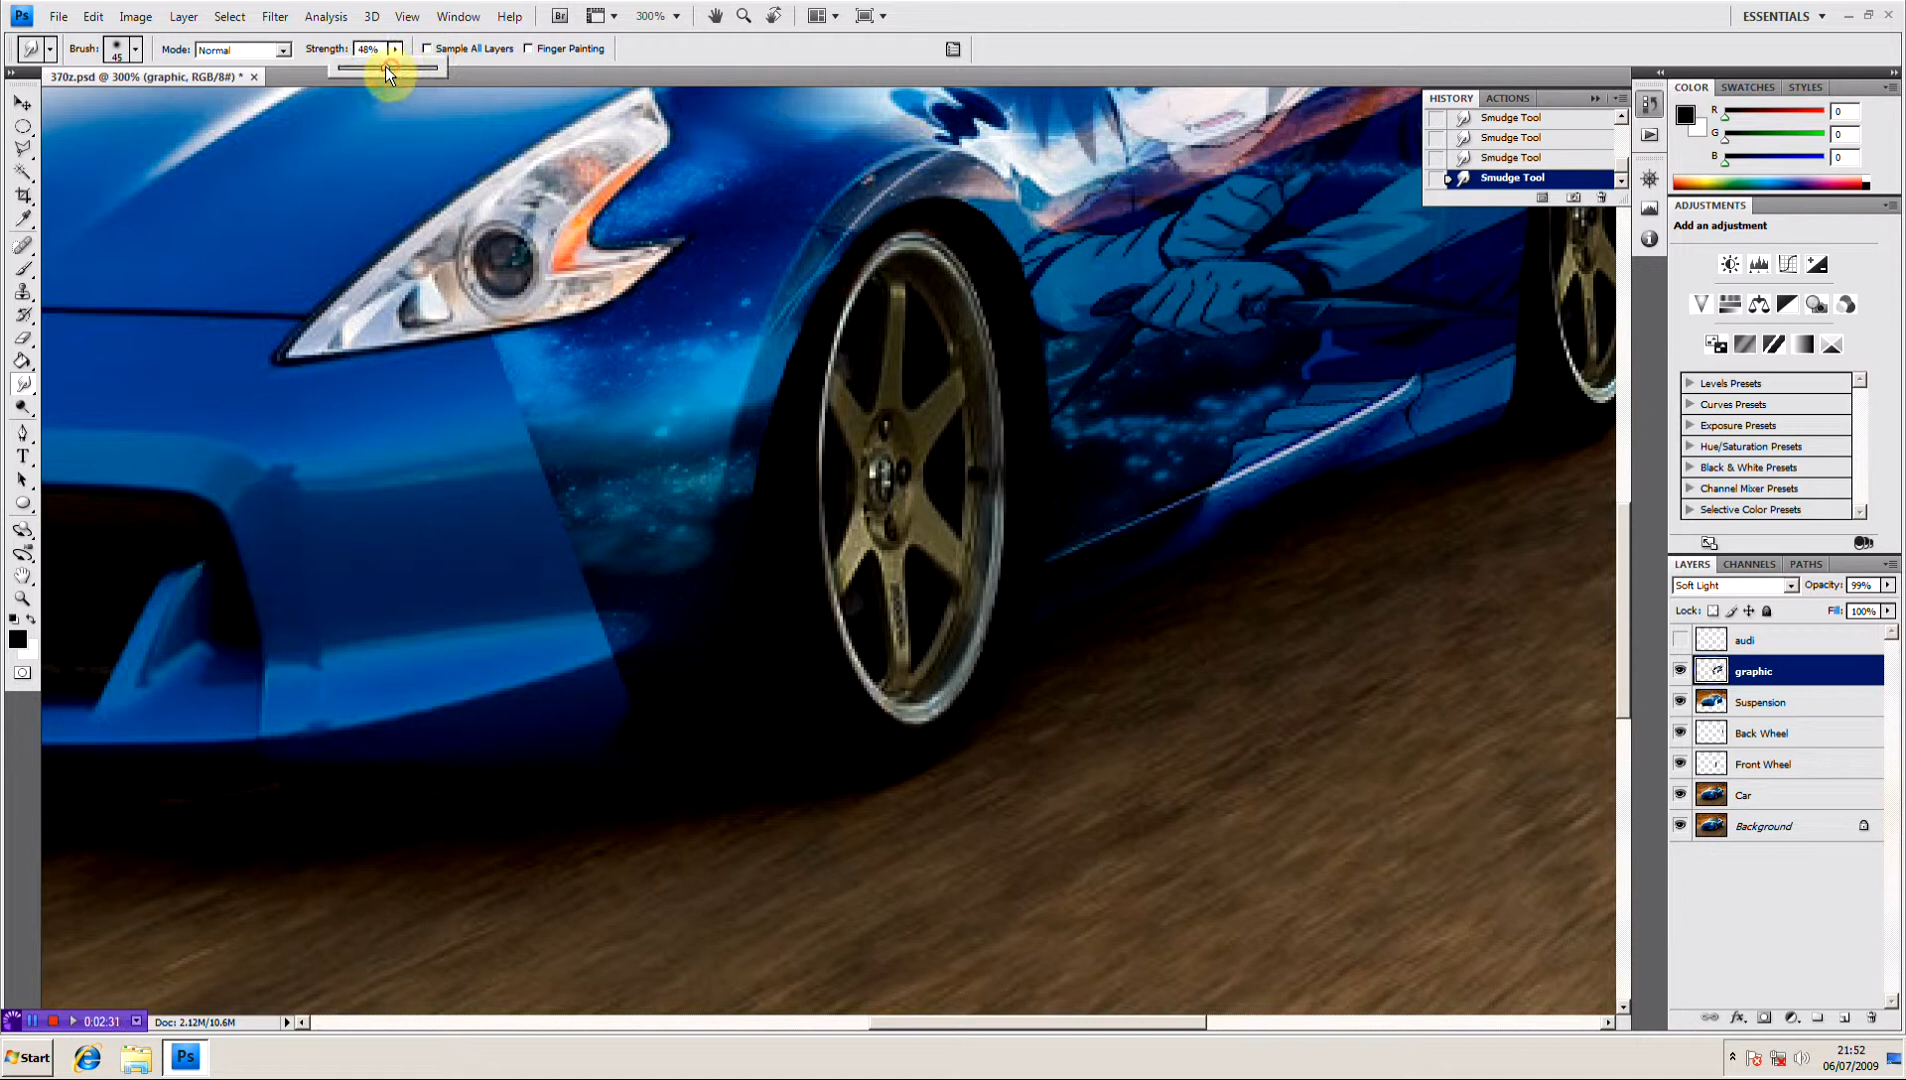 Ps File Edit Image Layer Select Filter Analysis 3D View Window Help Br 300% ESSENTIALS
Brush: 45 Mode: Normal Strength: 48% Sample All Layers Finger Painting
370z.psd @ 300% (graphic, RGB/8#) *
HISTORY ACTIONS
Smudge Tool
Smudge Tool
Smudge Tool
Smudge Tool
COLOR SWATCHES STYLES
R 0
G 0
B 0
ADJUSTMENTS
Add an adjustment
Levels Presets
Curves Presets
Exposure Presets
Hue/Saturation Presets
Black & White Presets
Channel Mixer Presets
Selective Color Presets
LAYERS CHANNELS PATHS
Soft Light Opacity: 99%
Lock: Fill: 100%
audi
graphic
Suspension
Back Wheel
Front Wheel
Car
Background
0:02:31 Doc: 2.12M/10.6M
Start Ps
21:52
06/07/2009